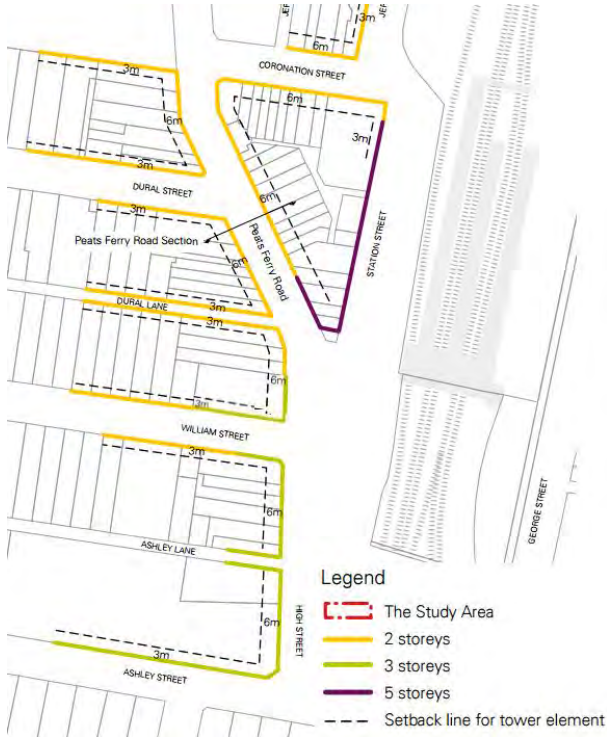 JEF
JEF
6m
3m
CORONATION STREET
3m
6m
6m
3m
3m
DURAL STREET
3m
6m
Peats Ferry Road Section
Peats Ferry Road
STATION STREET
6m
3m
DURAL LANE
3m
6m
3m
WILLIAM STREET
3m
6m
GEORGE STREET
ASHLEY LANE
6m
HIGH STREET
3m
ASHLEY STREET
Legend
The Study Area
2 storeys
3 storeys
5 storeys
Setback line for tower element